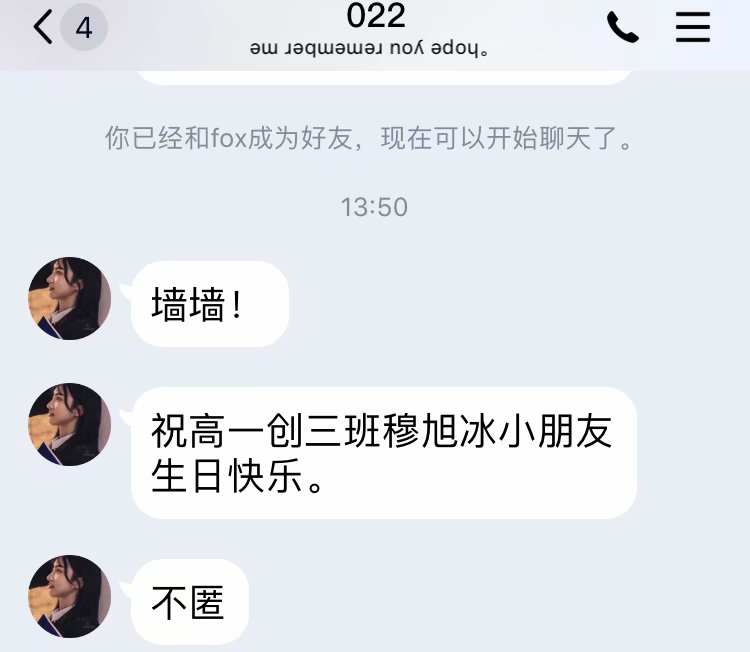 4
022
ǝɯ ɹǝqɯǝɯǝɹ noʎ ǝdoɥ。
你已经和fox成为好友，现在可以开始聊天了。
13:50
墙墙！
祝高一创三班穆旭冰小朋友
生日快乐。
不匿